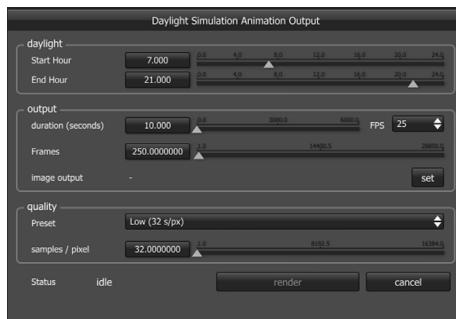 Daylight Simulation Animation Output
daylight
Start Hour 7.000 0.0 4.0 8.0 12.0 16.0 20.0 24.0
End Hour 21.000 0.0 4.0 8.0 12.0 16.0 20.0 24.0
output
duration (seconds) 10.000 0.0 3000.0 6000.0 FPS 25
Frames 250.0000000 1.0 14400.5
image output - set
quality
Preset Low (32 s/px)
samples / pixel 32.0000000 1.0 8192.5 16384.0
Status idle render cancel